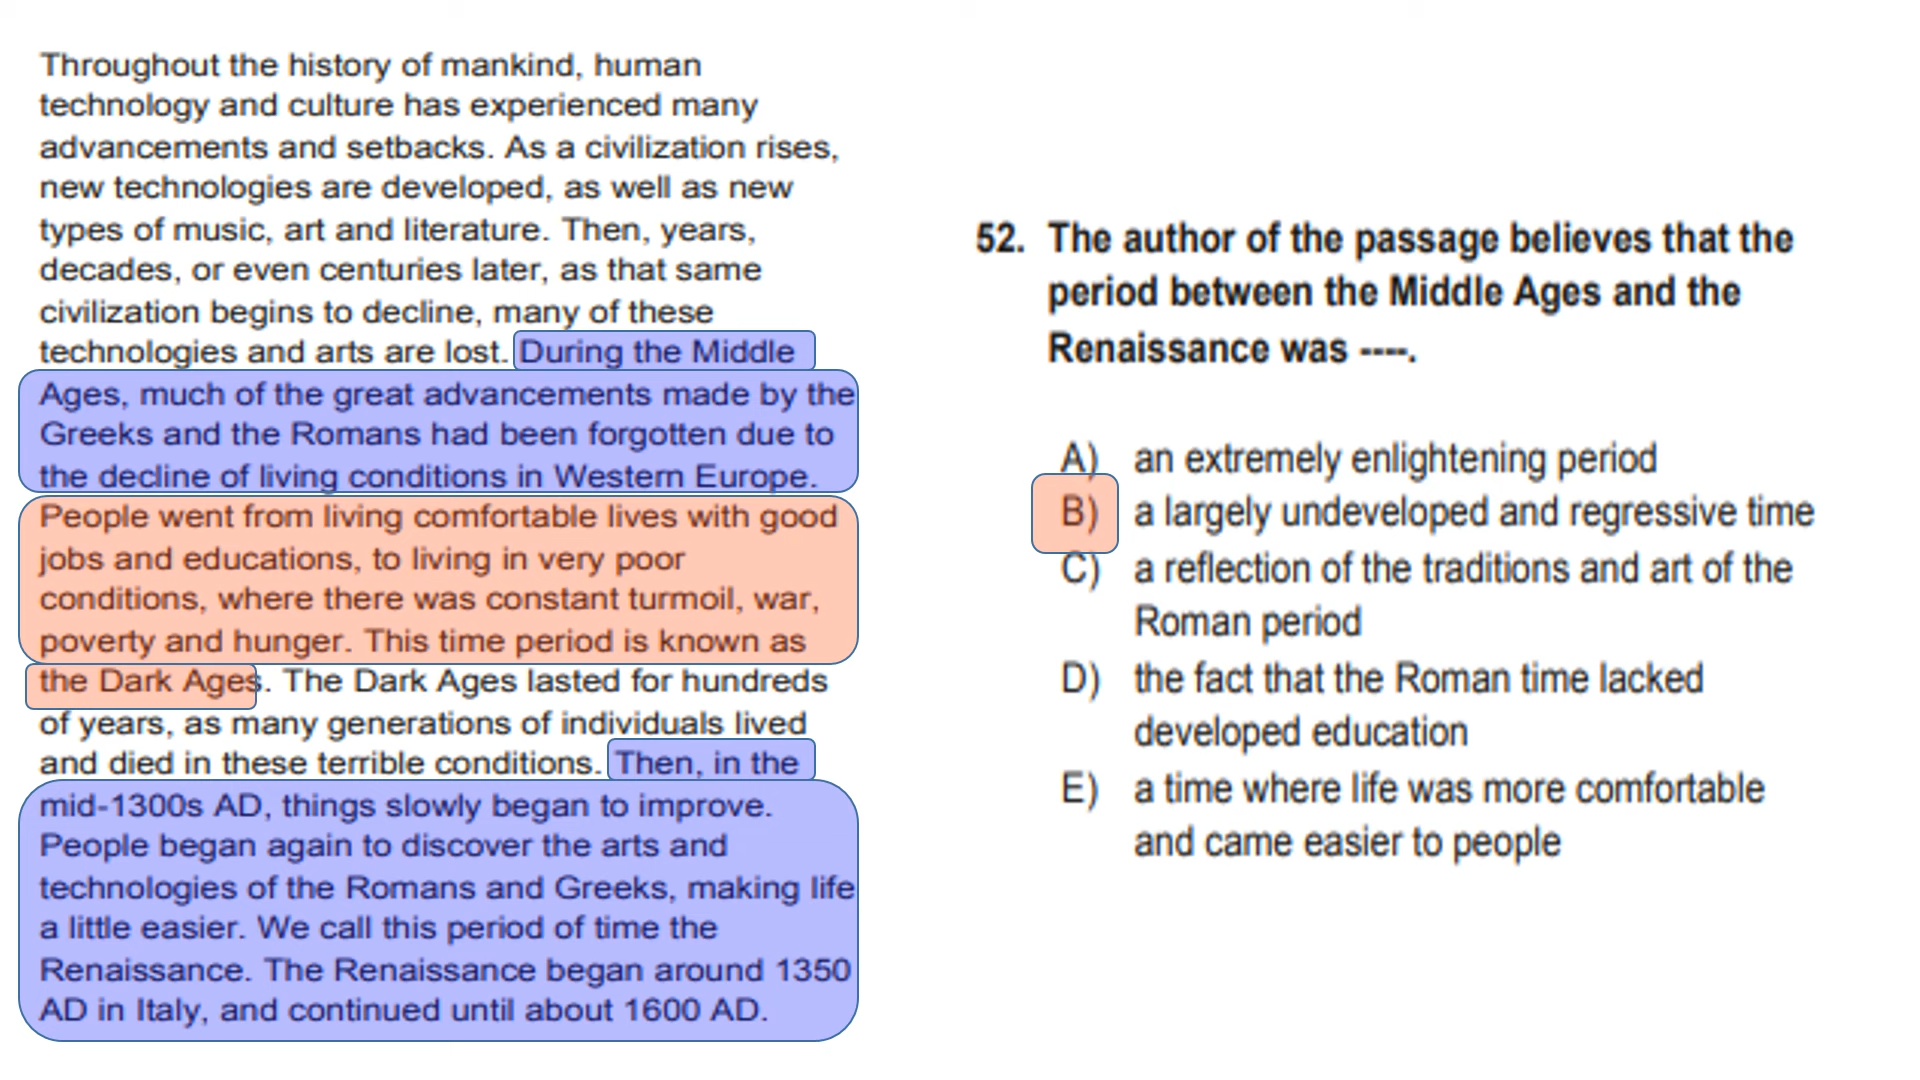 Throughout the history of mankind, human
technology and culture has experienced many
advancements and setbacks. As a civilization rises,
new technologies are developed, as well as new
types of music, art and literature. Then, years,
decades, or even centuries later, as that same
civilization begins to decline, many of these
technologies and arts are lost. During the Middle
Ages, much of the great advancements made by the
Greeks and the Romans had been forgotten due to
the decline of living conditions in Western Europe.
People went from living comfortable lives with good
jobs and educations, to living in very poor
conditions, where there was constant turmoil, war,
poverty and hunger. This time period is known as
the Dark Ages. The Dark Ages lasted for hundreds
of years, as many generations of individuals lived
and died in these terrible conditions. Then, in the
mid-1300s AD, things slowly began to improve.
People began again to discover the arts and
technologies of the Romans and Greeks, making life
a little easier. We call this period of time the
Renaissance. The Renaissance began around 1350
AD in Italy, and continued until about 1600 AD.
52. The author of the passage believes that the
period between the Middle Ages and the
Renaissance was ----.
A) an extremely enlightening period
B) a largely undeveloped and regressive time
C) a reflection of the traditions and art of the
Roman period
D) the fact that the Roman time lacked
developed education
E) a time where life was more comfortable
and came easier to people